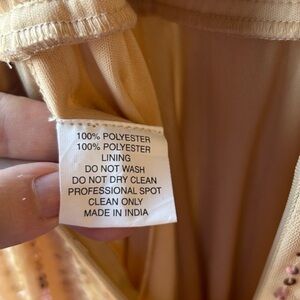 100% POLYESTER
100% POLYESTER
LINING
DO NOT WASH
DO NOT DRY CLEAN
PROFESSIONAL SPOT
CLEAN ONLY
MADE IN INDIA